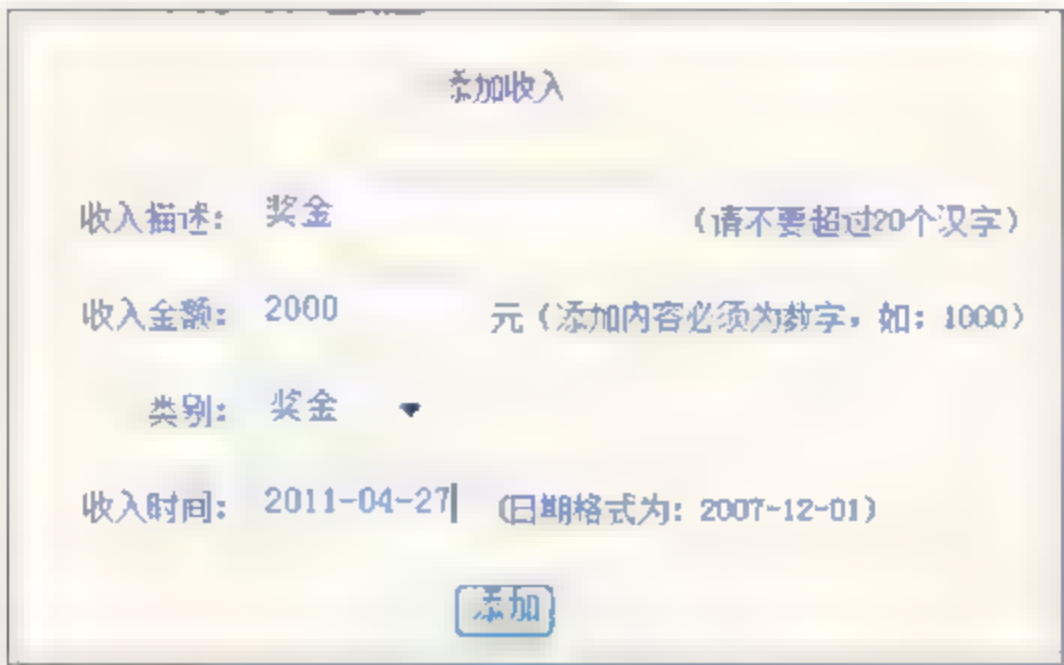 添加收入
收入描述： 奖金 （请不要超过20个汉字）
收入金额： 2000 元（添加内容必须为数字，如：1000）
类别： 奖金
收入时间： 2011-04-27 (日期格式为：2007-12-01)
添加